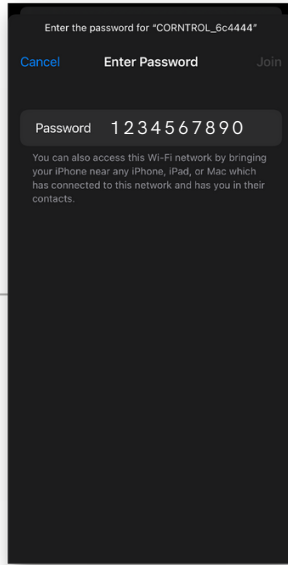 Enter the password for “CORNTROL_6c4444”
Cancel Enter Password Join
Password 1234567890
You can also access this Wi-Fi network by bringing
your iPhone near any iPhone, iPad, or Mac which
has connected to this network and has you in their
contacts.